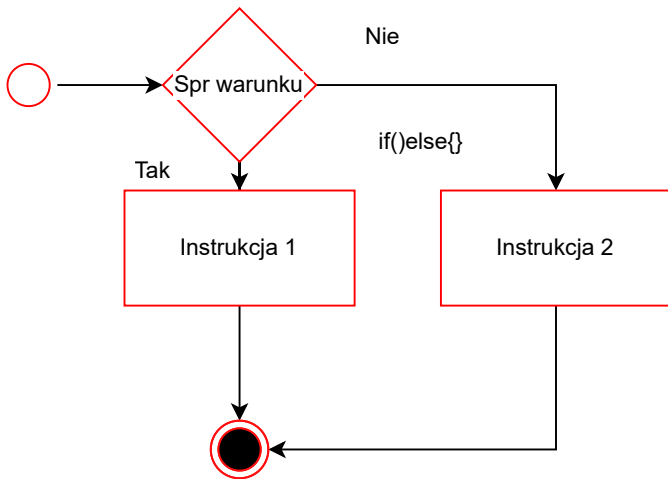 Nie
Spr warunku
if()else{}
Tak
Instrukcja 1
Instrukcja 2